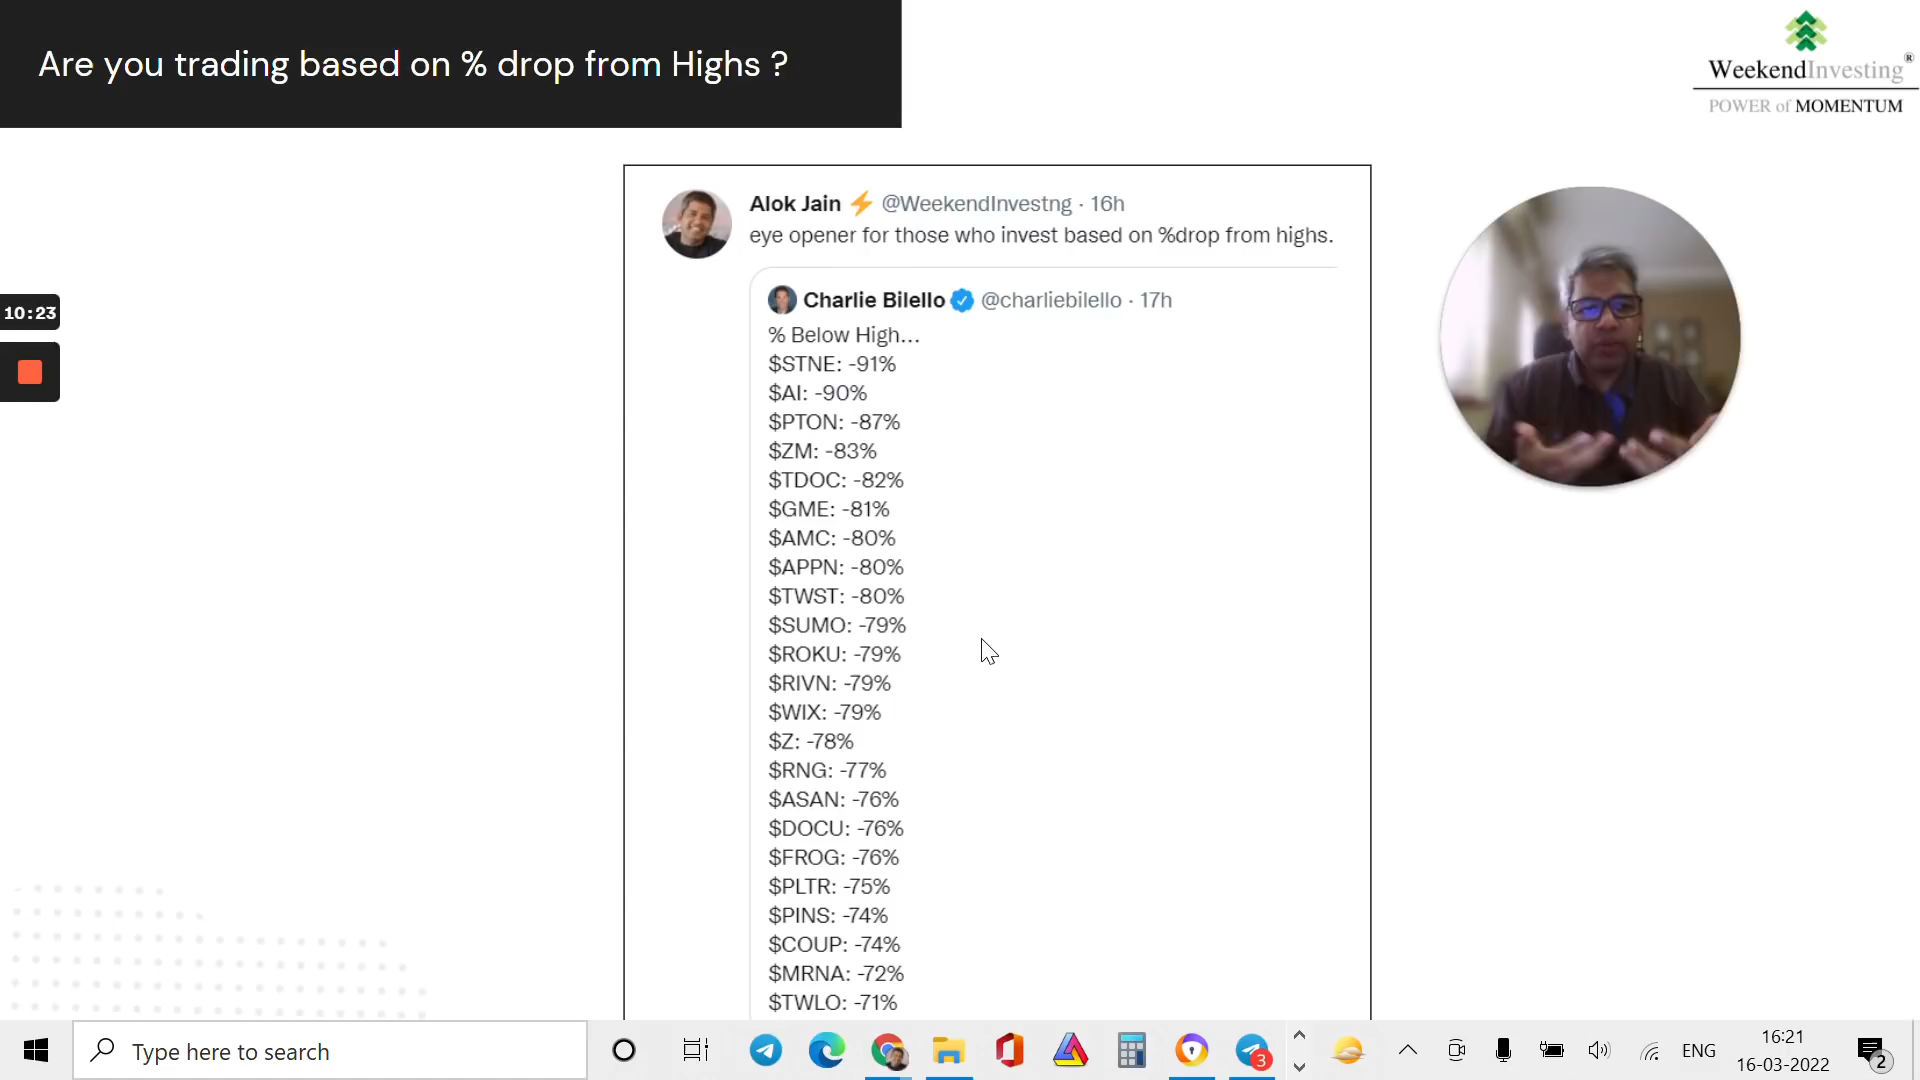 Are you trading based on % drop from Highs ?
WeekendInvesting®
POWER of MOMENTUM
Alok Jain ⚡ @WeekendInvestng · 16h
eye opener for those who invest based on %drop from highs.
Charlie Bilello @charliebilello · 17h
% Below High...
$STNE: -91%
$AI: -90%
$PTON: -87%
$ZM: -83%
$TDOC: -82%
$GME: -81%
$AMC: -80%
$APPN: -80%
$TWST: -80%
$SUMO: -79%
$ROKU: -79%
$RIVN: -79%
$WIX: -79%
$Z: -78%
$RNG: -77%
$ASAN: -76%
$DOCU: -76%
$FROG: -76%
$PLTR: -75%
$PINS: -74%
$COUP: -74%
$MRNA: -72%
$TWLO: -71%
10:23
Type here to search
3
ENG
16:21
16-03-2022
2